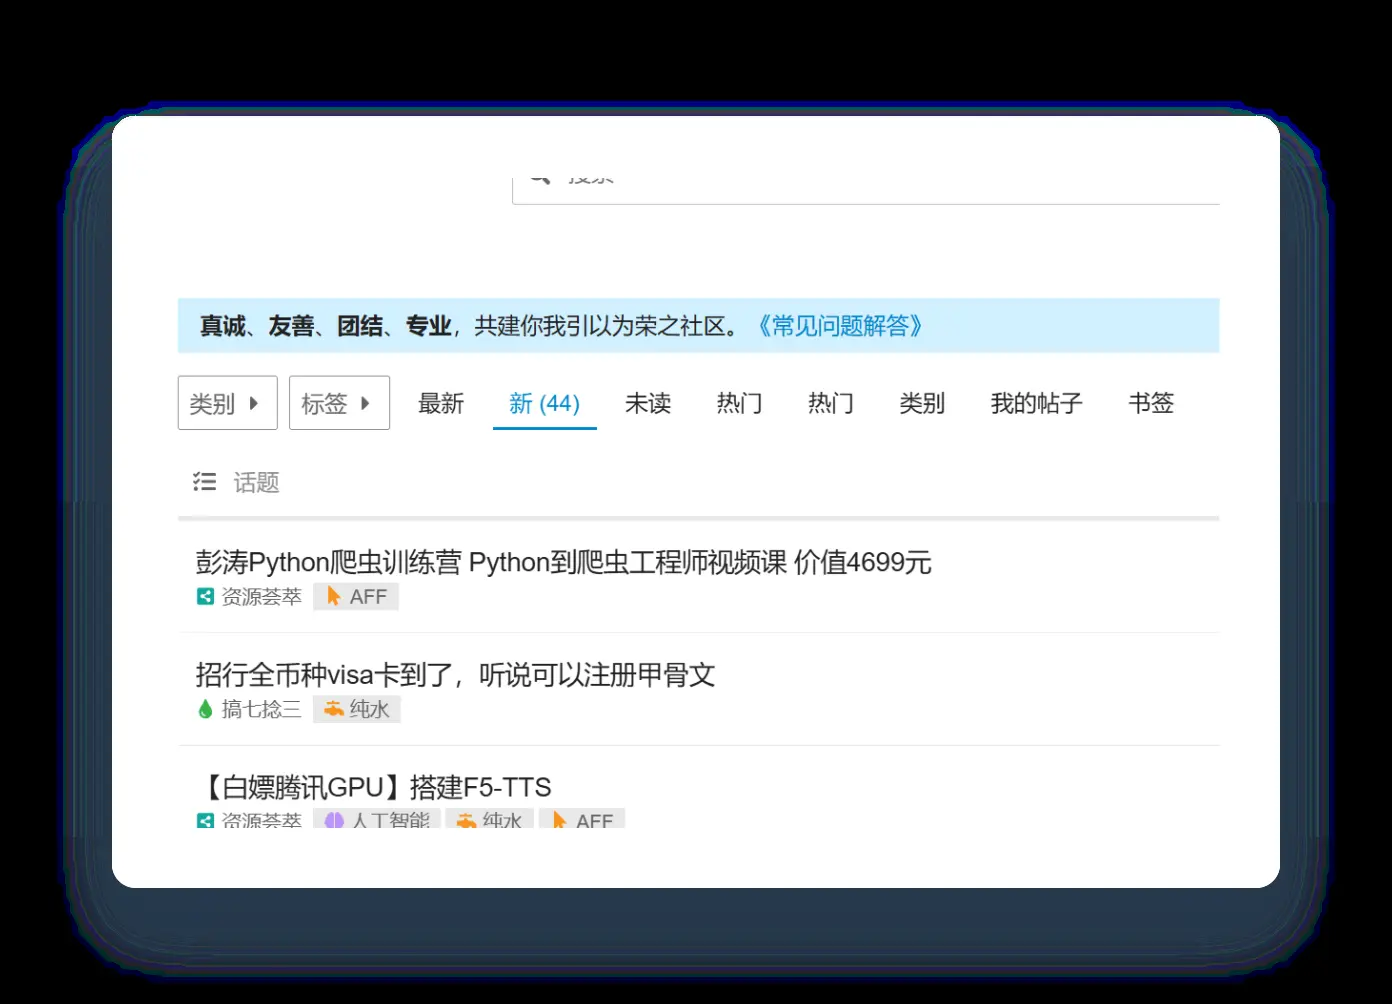 搜索
真诚、友善、团结、专业，共建你我引以为荣之社区。《常见问题解答》
类别 标签 最新 新 (44) 未读 热门 热门 类别 我的帖子 书签
话题
彭涛Python爬虫训练营 Python到爬虫工程师视频课 价值4699元
资源荟萃 AFF
招行全币种visa卡到了，听说可以注册甲骨文
搞七捻三 纯水
【白嫖腾讯GPU】搭建F5-TTS
资源荟萃 人工智能 纯水 AFF